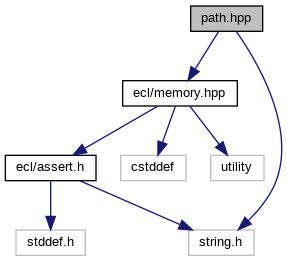 path.hpp
ecl/memory.hpp
ecl/assert.h
cstddef
utility
stddef.h
string.h